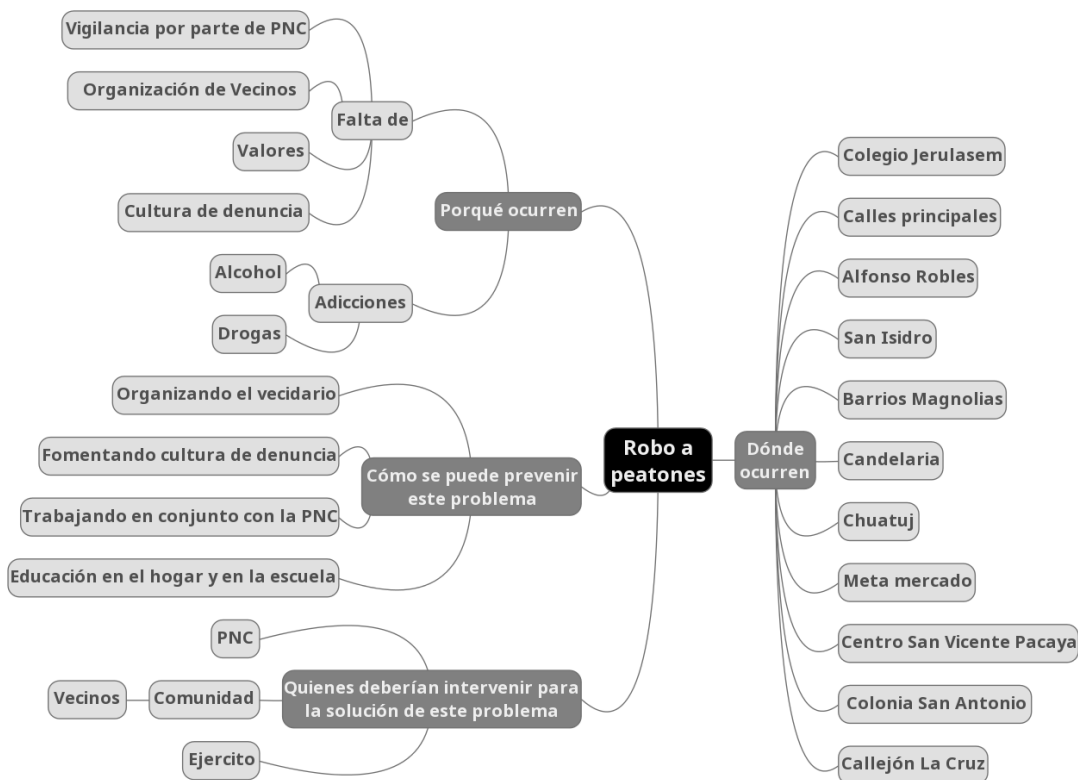 Vigilancia por parte de PNC
Organización de Vecinos
Falta de
Valores
Cultura de denuncia
Porqué ocurren
Alcohol
Adicciones
Drogas
Organizando el vecidario
Fomentando cultura de denuncia
Cómo se puede prevenir
este problema
Trabajando en conjunto con la PNC
Educación en el hogar y en la escuela
PNC
Quienes deberían intervenir para
la solución de este problema
Comunidad
Vecinos
Ejercito
Robo a
peatones
Dónde
ocurren
Colegio Jerulasem
Calles principales
Alfonso Robles
San Isidro
Barrios Magnolias
Candelaria
Chuatuj
Meta mercado
Centro San Vicente Pacaya
Colonia San Antonio
Callejón La Cruz